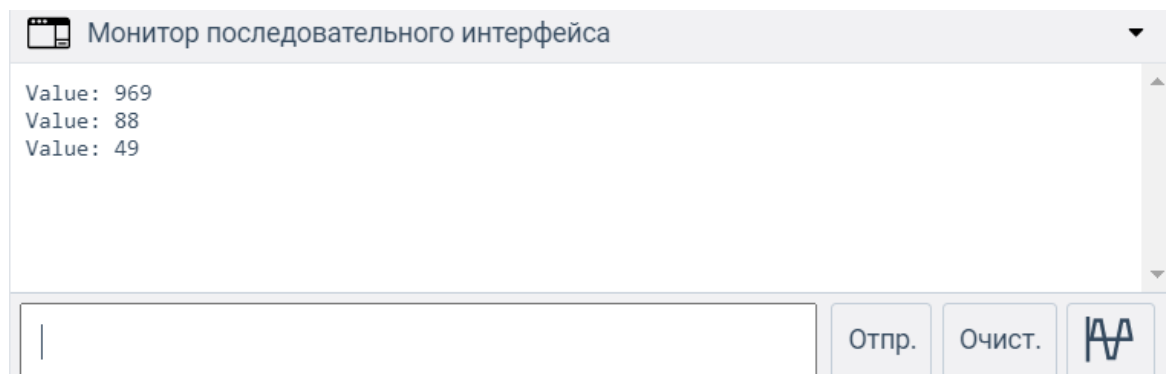 Монитор последовательного интерфейса
Value: 969
Value: 88
Value: 49
Отпр. Очист.